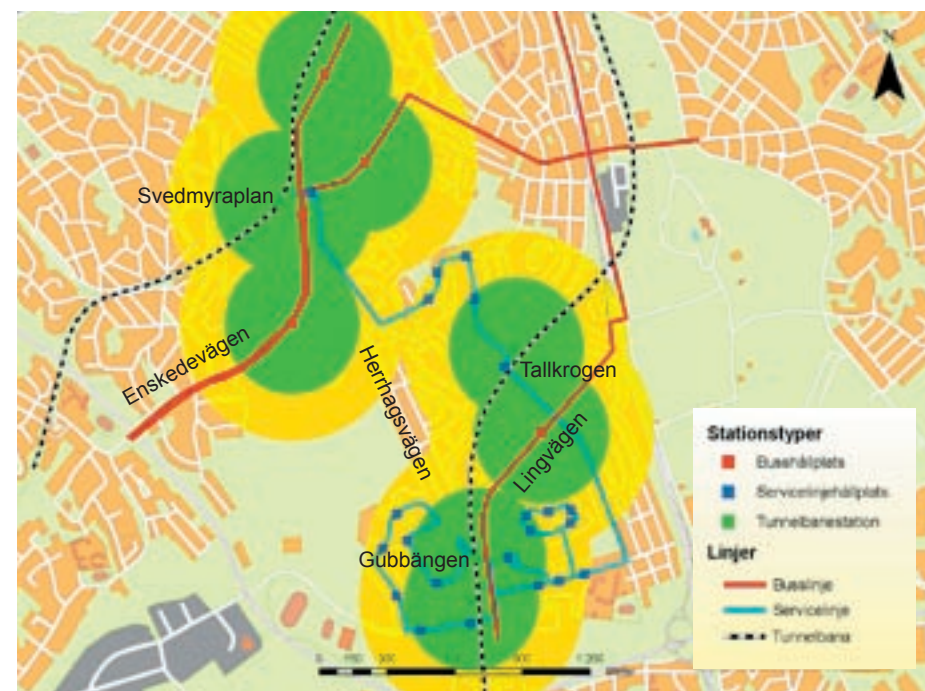 N
Svedmyraplan
Enskedevägen
Herrhagsvägen
Tallkrogen
Lingvägen
Gubbängen
Stationstyper
Busshållplats
Servicelinjehållplats
Tunnelbanestation
Linjer
Busslinje
Servicelinje
Tunnelbana